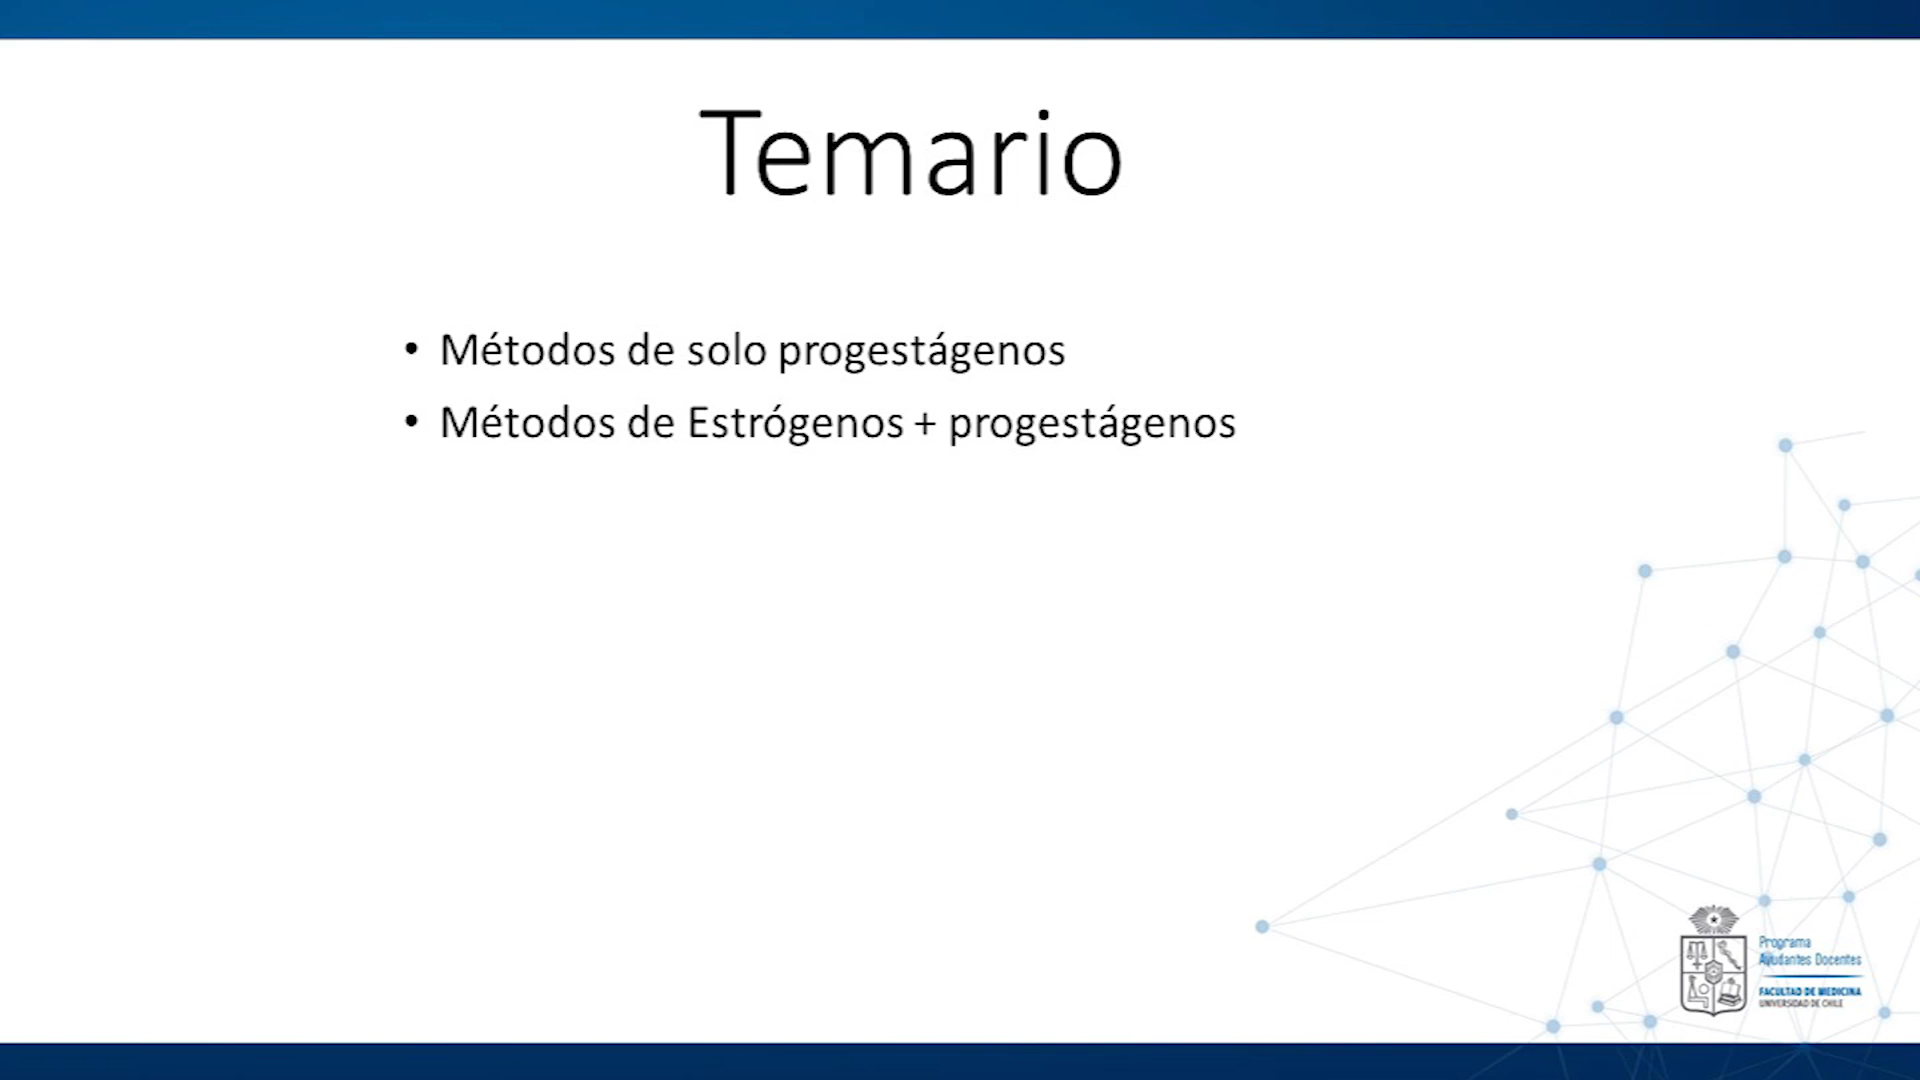 Temario
• Métodos de solo progestágenos
• Métodos de Estrógenos + progestágenos
Programa
Ayudantes Docentes
FACULTAD DE MEDICINA
UNIVERSIDAD DE CHILE